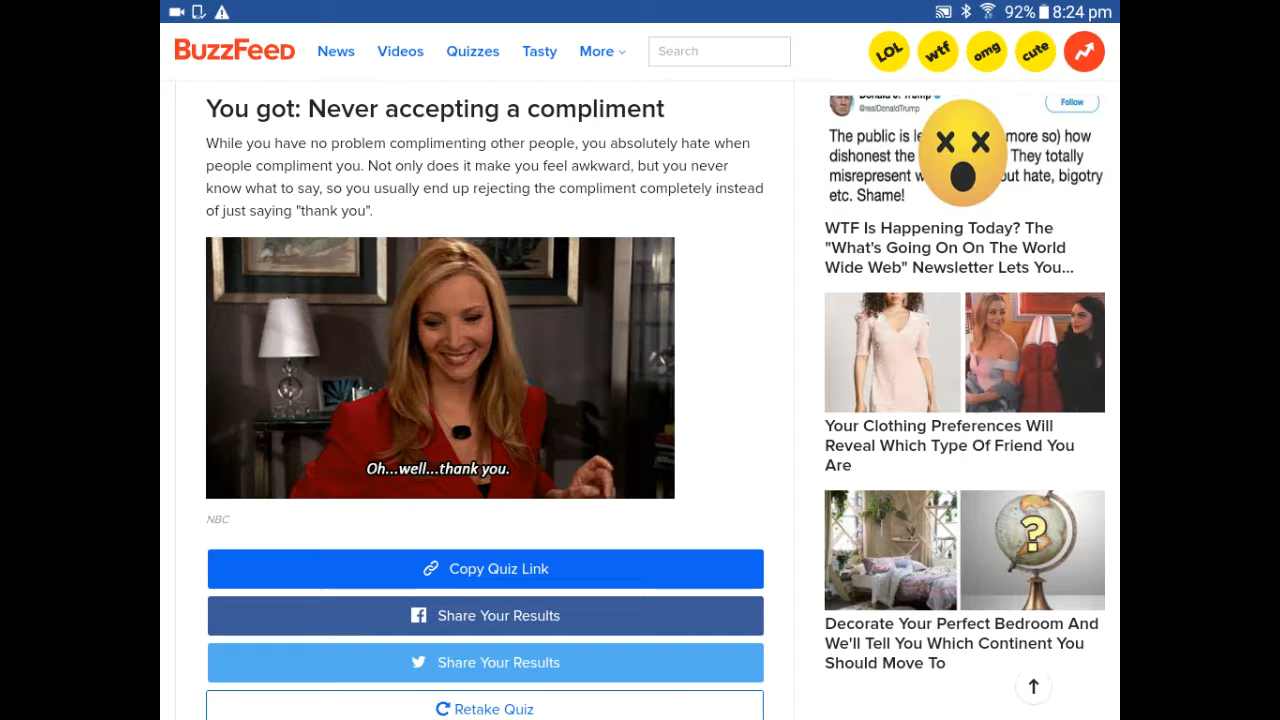 92% 8:24 pm
BuzzFeed
News Videos Quizzes Tasty More Search
LOL wtf omg cute
You got: Never accepting a compliment
While you have no problem complimenting other people, you absolutely hate when
people compliment you. Not only does it make you feel awkward, but you never
know what to say, so you usually end up rejecting the compliment completely instead
of just saying "thank you".
Oh...well...thank you.
NBC
Copy Quiz Link
Share Your Results
Share Your Results
Retake Quiz
Donald J. Trump
@realDonaldTrump
Follow
The public is more so) how
dishonest the They totally
misrepresent hate, bigotry
etc. Shame!
WTF Is Happening Today? The
"What's Going On On The World
Wide Web" Newsletter Lets You...
Your Clothing Preferences Will
Reveal Which Type Of Friend You
Are
?
Decorate Your Perfect Bedroom And
We'll Tell You Which Continent You
Should Move To